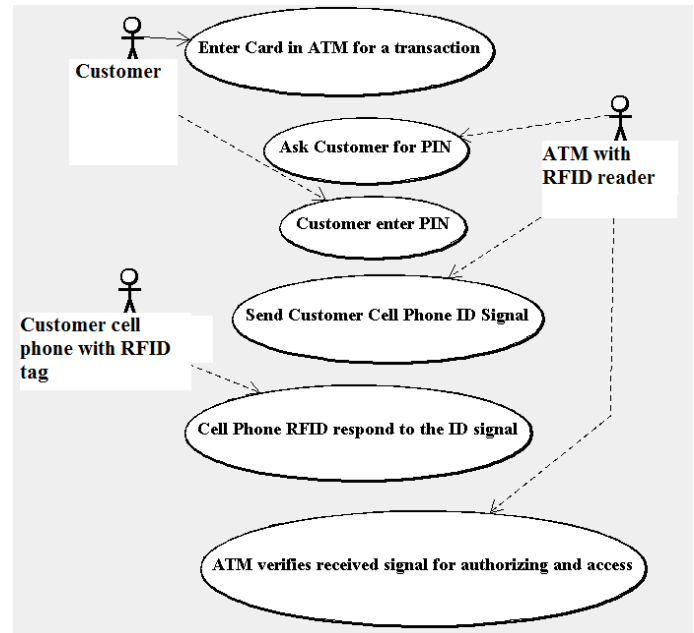 Enter Card in ATM for a transaction
Customer
Ask Customer for PIN
ATM with
RFID reader
Customer enter PIN
Send Customer Cell Phone ID Signal
Customer cell
phone with RFID
tag
Cell Phone RFID respond to the ID signal
ATM verifies received signal for authorizing and access